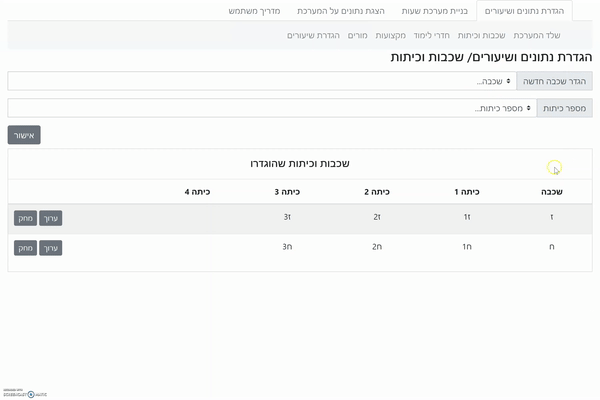 הגדרת נתונים ושיעורים בניית מערכת שעות הצגת נתונים על המערכת מדריך משתמש
שלד המערכת שכבות וכיתות חדרי לימוד מקצועות מורים הגדרת שיעורים
הגדרת נתונים ושיעורים/ שכבות וכיתות
הגדר שכבה חדשה שכבה...
מספר כיתות מספר כיתות...
אישור
שכבות וכיתות שהוגדרו
שכבה כיתה 1 כיתה 2 כיתה 3 כיתה 4
ז ז1 ז2 ז3 ערוך מחק
ח ח1 ח2 ח3 ערוך מחק